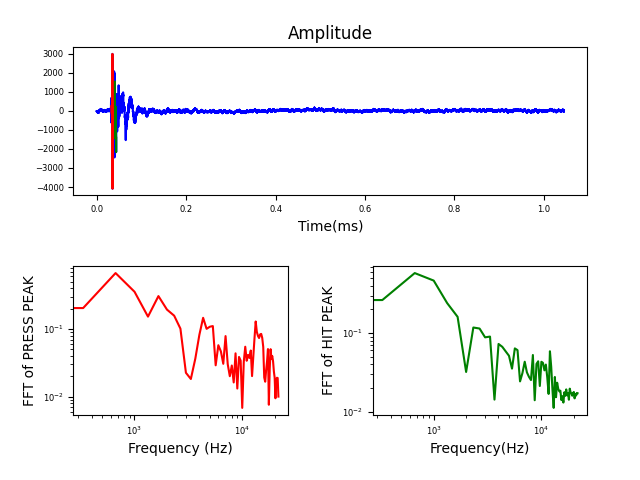 Amplitude
3000
2000
1000
0
−1000
−2000
−3000
−4000
0.0 0.2 0.4 0.6 0.8 1.0
Time(ms)
FFT of PRESS PEAK
10⁻¹
10⁻²
10³ 10⁴
Frequency (Hz)
FFT of HIT PEAK
10⁻¹
10⁻²
10³ 10⁴
Frequency(Hz)